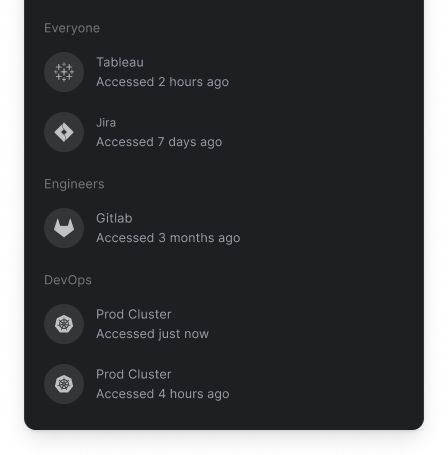 Everyone
Tableau
Accessed 2 hours ago
Jira
Accessed 7 days ago
Engineers
Gitlab
Accessed 3 months ago
DevOps
Prod Cluster
Accessed just now
Prod Cluster
Accessed 4 hours ago